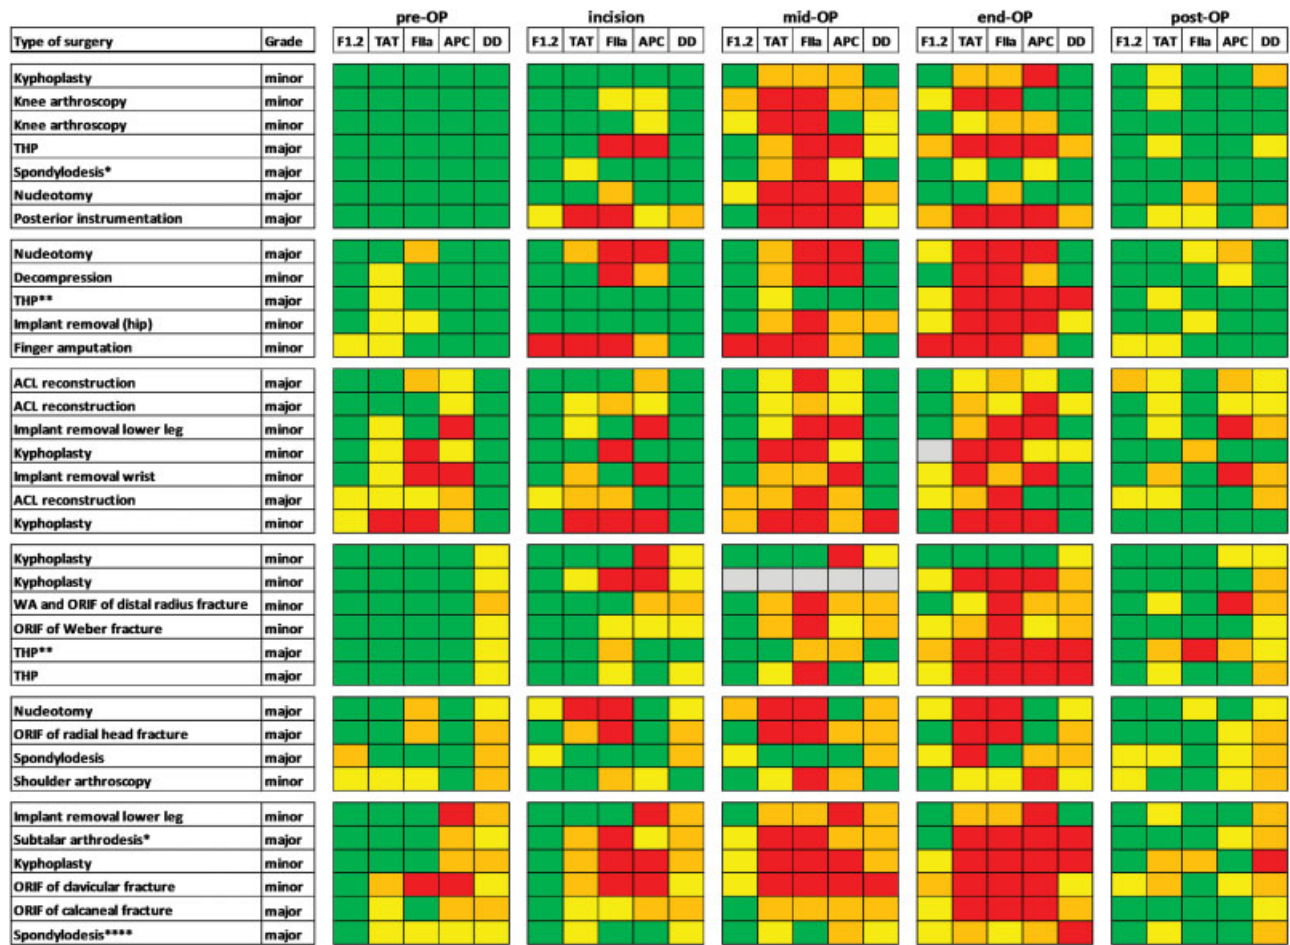 pre-OP incision mid-OP end-OP post-OP
Type of surgery Grade F1.2 TAT FIIa APC DD F1.2 TAT FIIa APC DD F1.2 TAT FIIa APC DD F1.2 TAT FIIa APC DD F1.2 TAT FIIa APC DD
Kyphoplasty minor
Knee arthroscopy minor
Knee arthroscopy minor
THP major
Spondylodesis* major
Nucleotomy major
Posterior instrumentation major
Nucleotomy major
Decompression minor
THP** major
Implant removal (hip) minor
Finger amputation minor
ACL reconstruction major
ACL reconstruction major
Implant removal lower leg minor
Kyphoplasty minor
Implant removal wrist minor
ACL reconstruction major
Kyphoplasty minor
Kyphoplasty minor
Kyphoplasty minor
WA and ORIF of distal radius fracture minor
ORIF of Weber fracture minor
THP** major
THP major
Nucleotomy major
ORIF of radial head fracture major
Spondylodesis major
Shoulder arthroscopy minor
Implant removal lower leg minor
Subtalar arthrodesis* major
Kyphoplasty minor
ORIF of davicular fracture minor
ORIF of calcaneal fracture major
Spondylodesis**** major